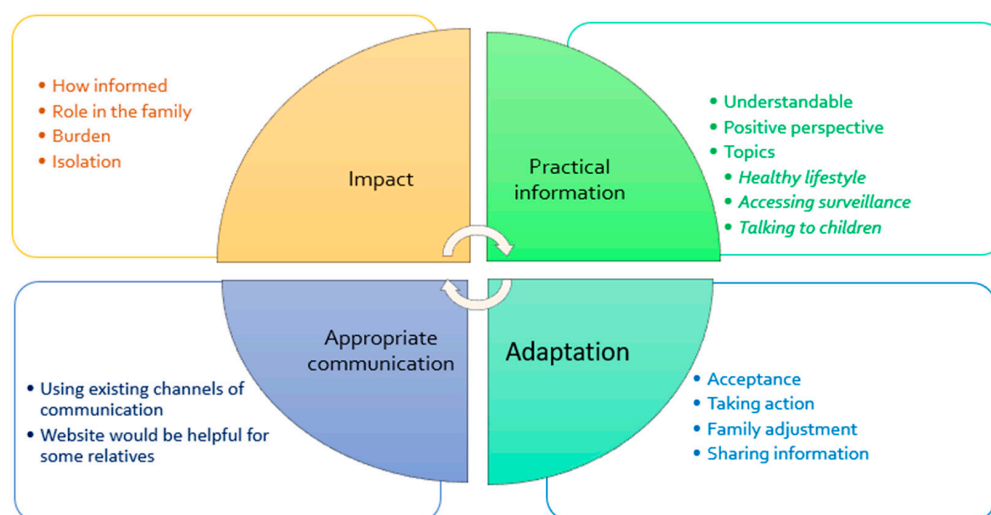 • How informed
• Role in the family
• Burden
• Isolation
Impact
Practical
information
• Understandable
• Positive perspective
• Topics
• Healthy lifestyle
• Accessing surveillance
• Talking to children
• Using existing channels of
communication
• Website would be helpful for
some relatives
Appropriate
communication
Adaptation
• Acceptance
• Taking action
• Family adjustment
• Sharing information